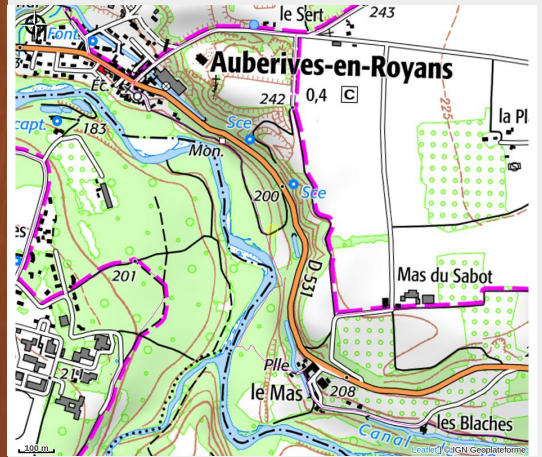 le Sert
243
Font.
Auberives-en-Royans
Éc.
242
0,4 C
225
la Pl
capt.
183
Sce
Mon.
200
Sce
201
D 531
Mas du Sabot
Plle
21
le Mas
208
les Blaches
Canal
100 m
Leaflet | © IGN Geoplateforme